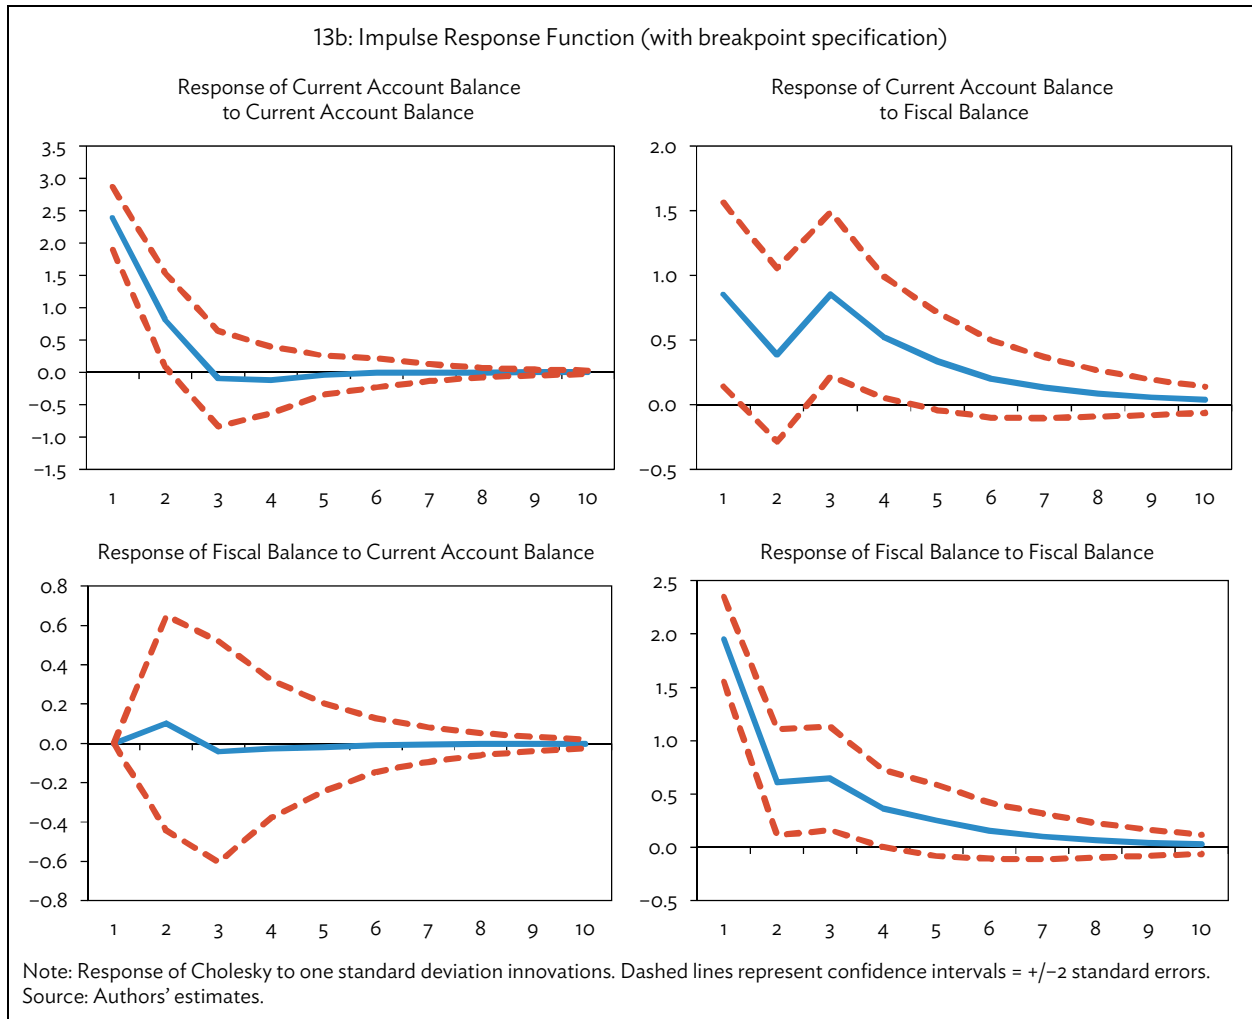 13b: Impulse Response Function (with breakpoint specification)
Response of Current Account Balance
to Current Account Balance
3.5
3.0
2.5
2.0
1.5
1.0
0.5
0.0
−0.5
−1.0
−1.5
1 2 3 4 5 6 7 8 9 10
Response of Current Account Balance
to Fiscal Balance
2.0
1.5
1.0
0.5
0.0
−0.5
1 2 3 4 5 6 7 8 9 10
Response of Fiscal Balance to Current Account Balance
0.8
0.6
0.4
0.2
0.0
−0.2
−0.4
−0.6
−0.8
1 2 3 4 5 6 7 8 9 10
Response of Fiscal Balance to Fiscal Balance
2.5
2.0
1.5
1.0
0.5
0.0
−0.5
1 2 3 4 5 6 7 8 9 10
Note: Response of Cholesky to one standard deviation innovations. Dashed lines represent confidence intervals = +/−2 standard errors.
Source: Authors’ estimates.